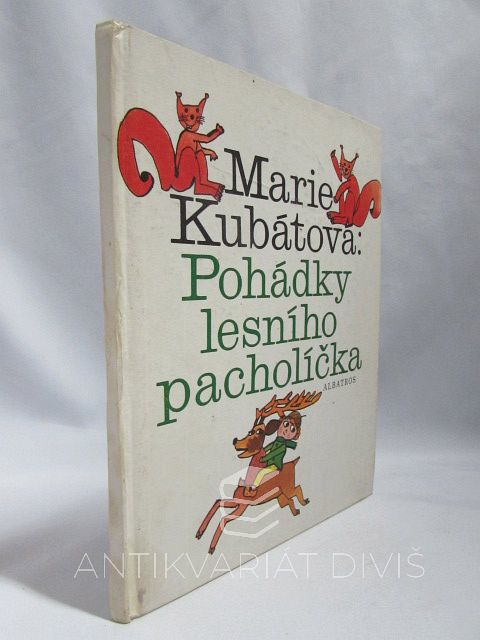 Marie
Kubátová:
Pohádky
lesního
pacholíčka
ALBATROS
ANTIKVARIÁT DIVIŠ